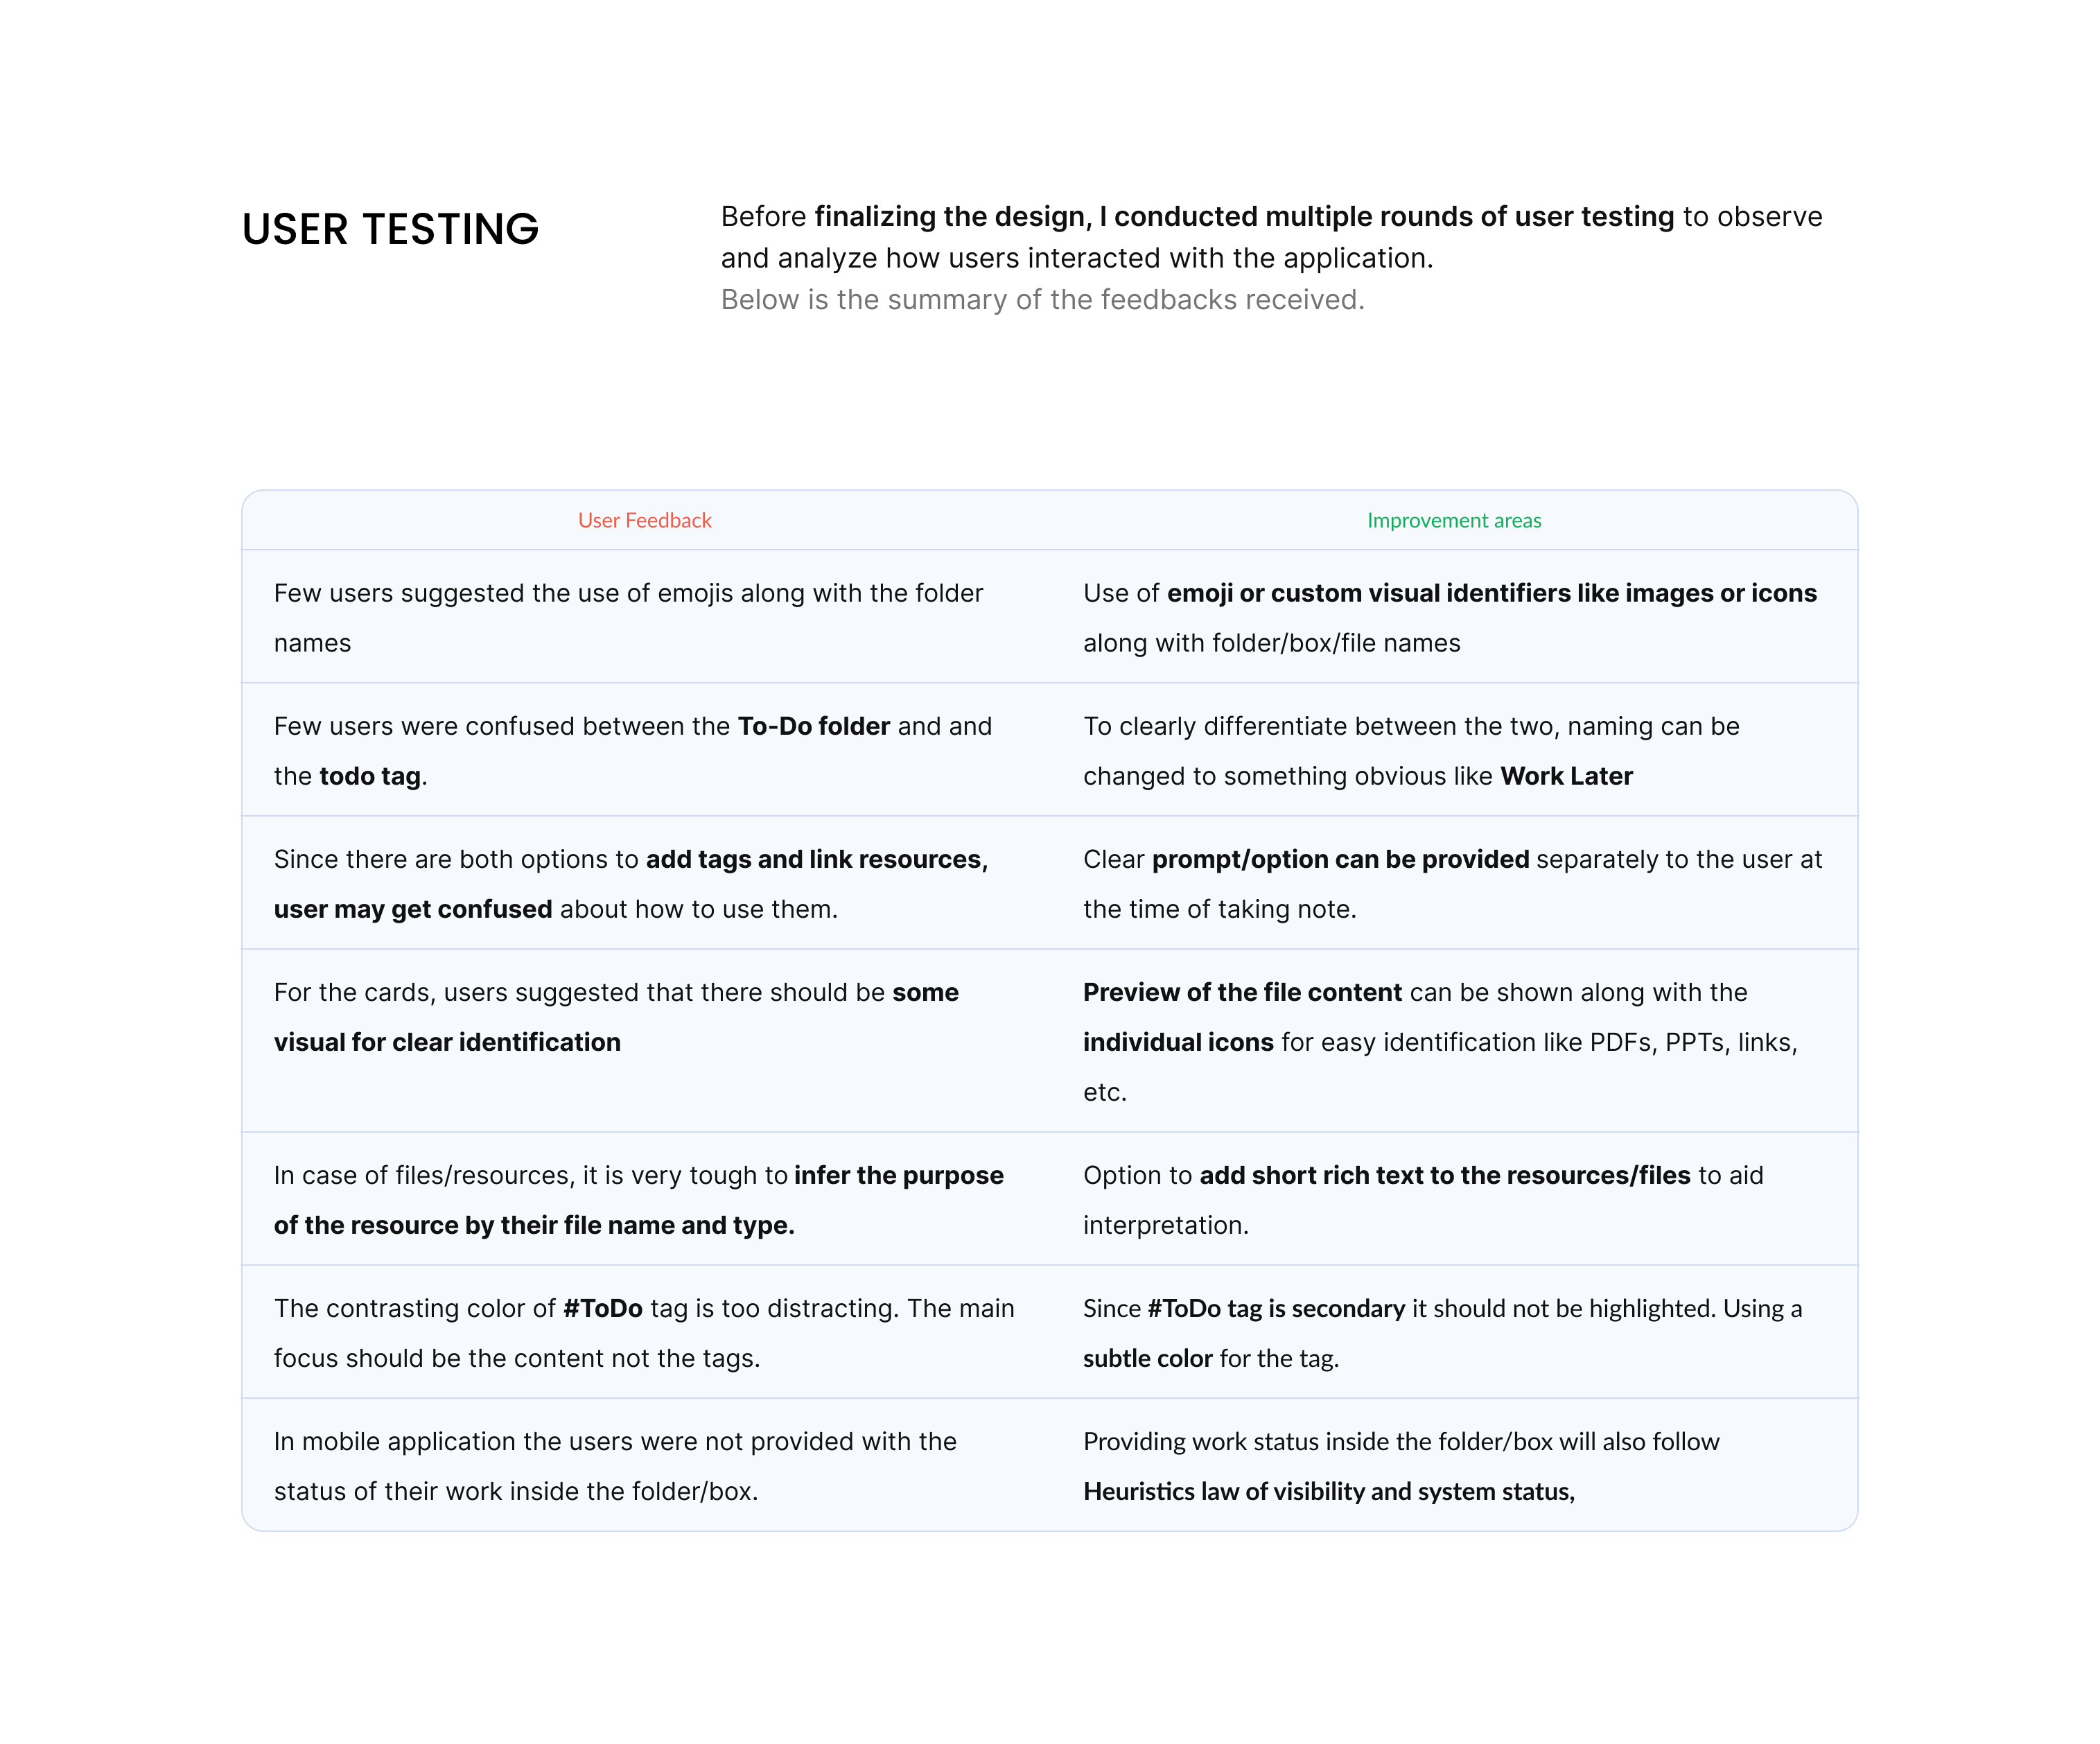 USER TESTING
Before finalizing the design, I conducted multiple rounds of user testing to observe
and analyze how users interacted with the application.
Below is the summary of the feedbacks received.
User Feedback
Improvement areas
Few users suggested the use of emojis along with the folder
names
Use of emoji or custom visual identifiers like images or icons
along with folder/box/file names
Few users were confused between the To-Do folder and and
the todo tag.
To clearly differentiate between the two, naming can be
changed to something obvious like Work Later
Since there are both options to add tags and link resources,
user may get confused about how to use them.
Clear prompt/option can be provided separately to the user at
the time of taking note.
For the cards, users suggested that there should be some
visual for clear identification
Preview of the file content can be shown along with the
individual icons for easy identification like PDFs, PPTs, links,
etc.
In case of files/resources, it is very tough to infer the purpose
of the resource by their file name and type.
Option to add short rich text to the resources/files to aid
interpretation.
The contrasting color of #ToDo tag is too distracting. The main
focus should be the content not the tags.
Since #ToDo tag is secondary it should not be highlighted. Using a
subtle color for the tag.
In mobile application the users were not provided with the
status of their work inside the folder/box.
Providing work status inside the folder/box will also follow
Heuristics law of visibility and system status,